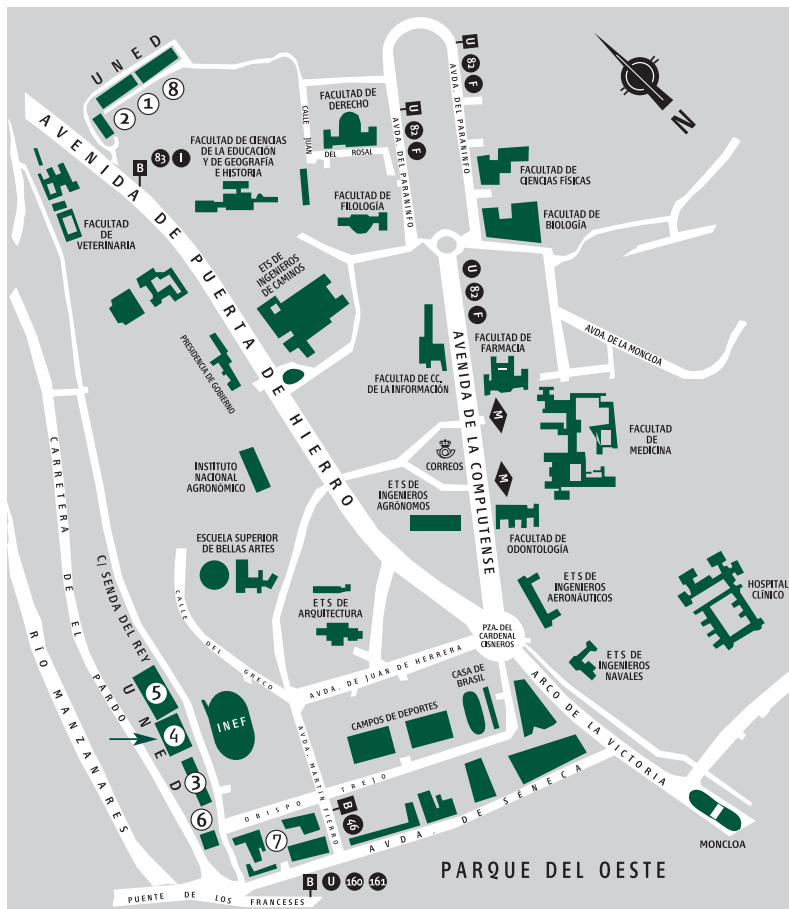 UNED
2
1
8
AVENIDA DE PUERTA DE HIERRO
B 83 I
FACULTAD DE CIENCIAS
DE LA EDUCACIÓN
Y DE GEOGRAFÍA
E HISTORIA
FACULTAD DE
DERECHO
CALLE JUAN
DEL ROSAL
U 82 F
AVDA. DEL PARANINFO
U 82 F
AVDA. DEL PARANINFO
N
FACULTAD DE
CIENCIAS FÍSICAS
FACULTAD DE
BIOLOGÍA
FACULTAD DE
FILOLOGÍA
FACULTAD
DE
VETERINARIA
ETS DE
INGENIEROS
DE CAMINOS
U 82 F
PRESIDENCIA DE GOBIERNO
AVENIDA DE LA COMPLUTENSE
FACULTAD DE
FARMACIA
AVDA. DE LA MONCLOA
FACULTAD DE CC.
DE LA INFORMACIÓN
M
FACULTAD
DE
MEDICINA
CORREOS
M
INSTITUTO
NACIONAL
AGRONÓMICO
ETS DE
INGENIEROS
AGRÓNOMOS
FACULTAD DE
ODONTOLOGÍA
CARRETERA DE EL PARDO
ESCUELA SUPERIOR
DE BELLAS ARTES
C/ SENDA DEL REY
CALLE DEL GRECO
ETS DE
ARQUITECTURA
ETS DE
INGENIEROS
AERONÁUTICOS
HOSPITAL
CLÍNICO
PZA. DEL
CARDENAL
CISNEROS
ETS DE
INGENIEROS
NAVALES
RÍO MANZANARES
AVDA. DE JUAN DE HERRERA
CASA DE
BRASIL
ARCO DE LA VICTORIA
UNED
5
4
3
6
INEF
CAMPOS DE DEPORTES
AVDA. MARTÍN FIERRO
OBISPO TREJO
B 46
7
AVDA. DE SÉNECA
MONCLOA
PARQUE DEL OESTE
B U 160 161
PUENTE DE LOS FRANCESES